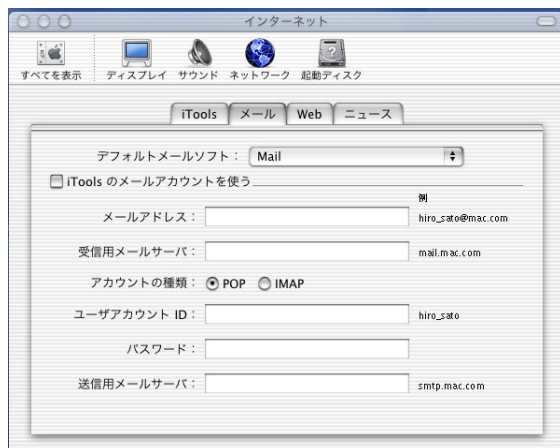 インターネット
すべてを表示 ディスプレイ サウンド ネットワーク 起動ディスク
iTools メール Web ニュース
デフォルトメールソフト： Mail
iTools のメールアカウントを使う
例
メールアドレス： hiro_sato@mac.com
受信用メールサーバ： mail.mac.com
アカウントの種類： POP IMAP
ユーザアカウント ID： hiro_sato
パスワード：
送信用メールサーバ： smtp.mac.com